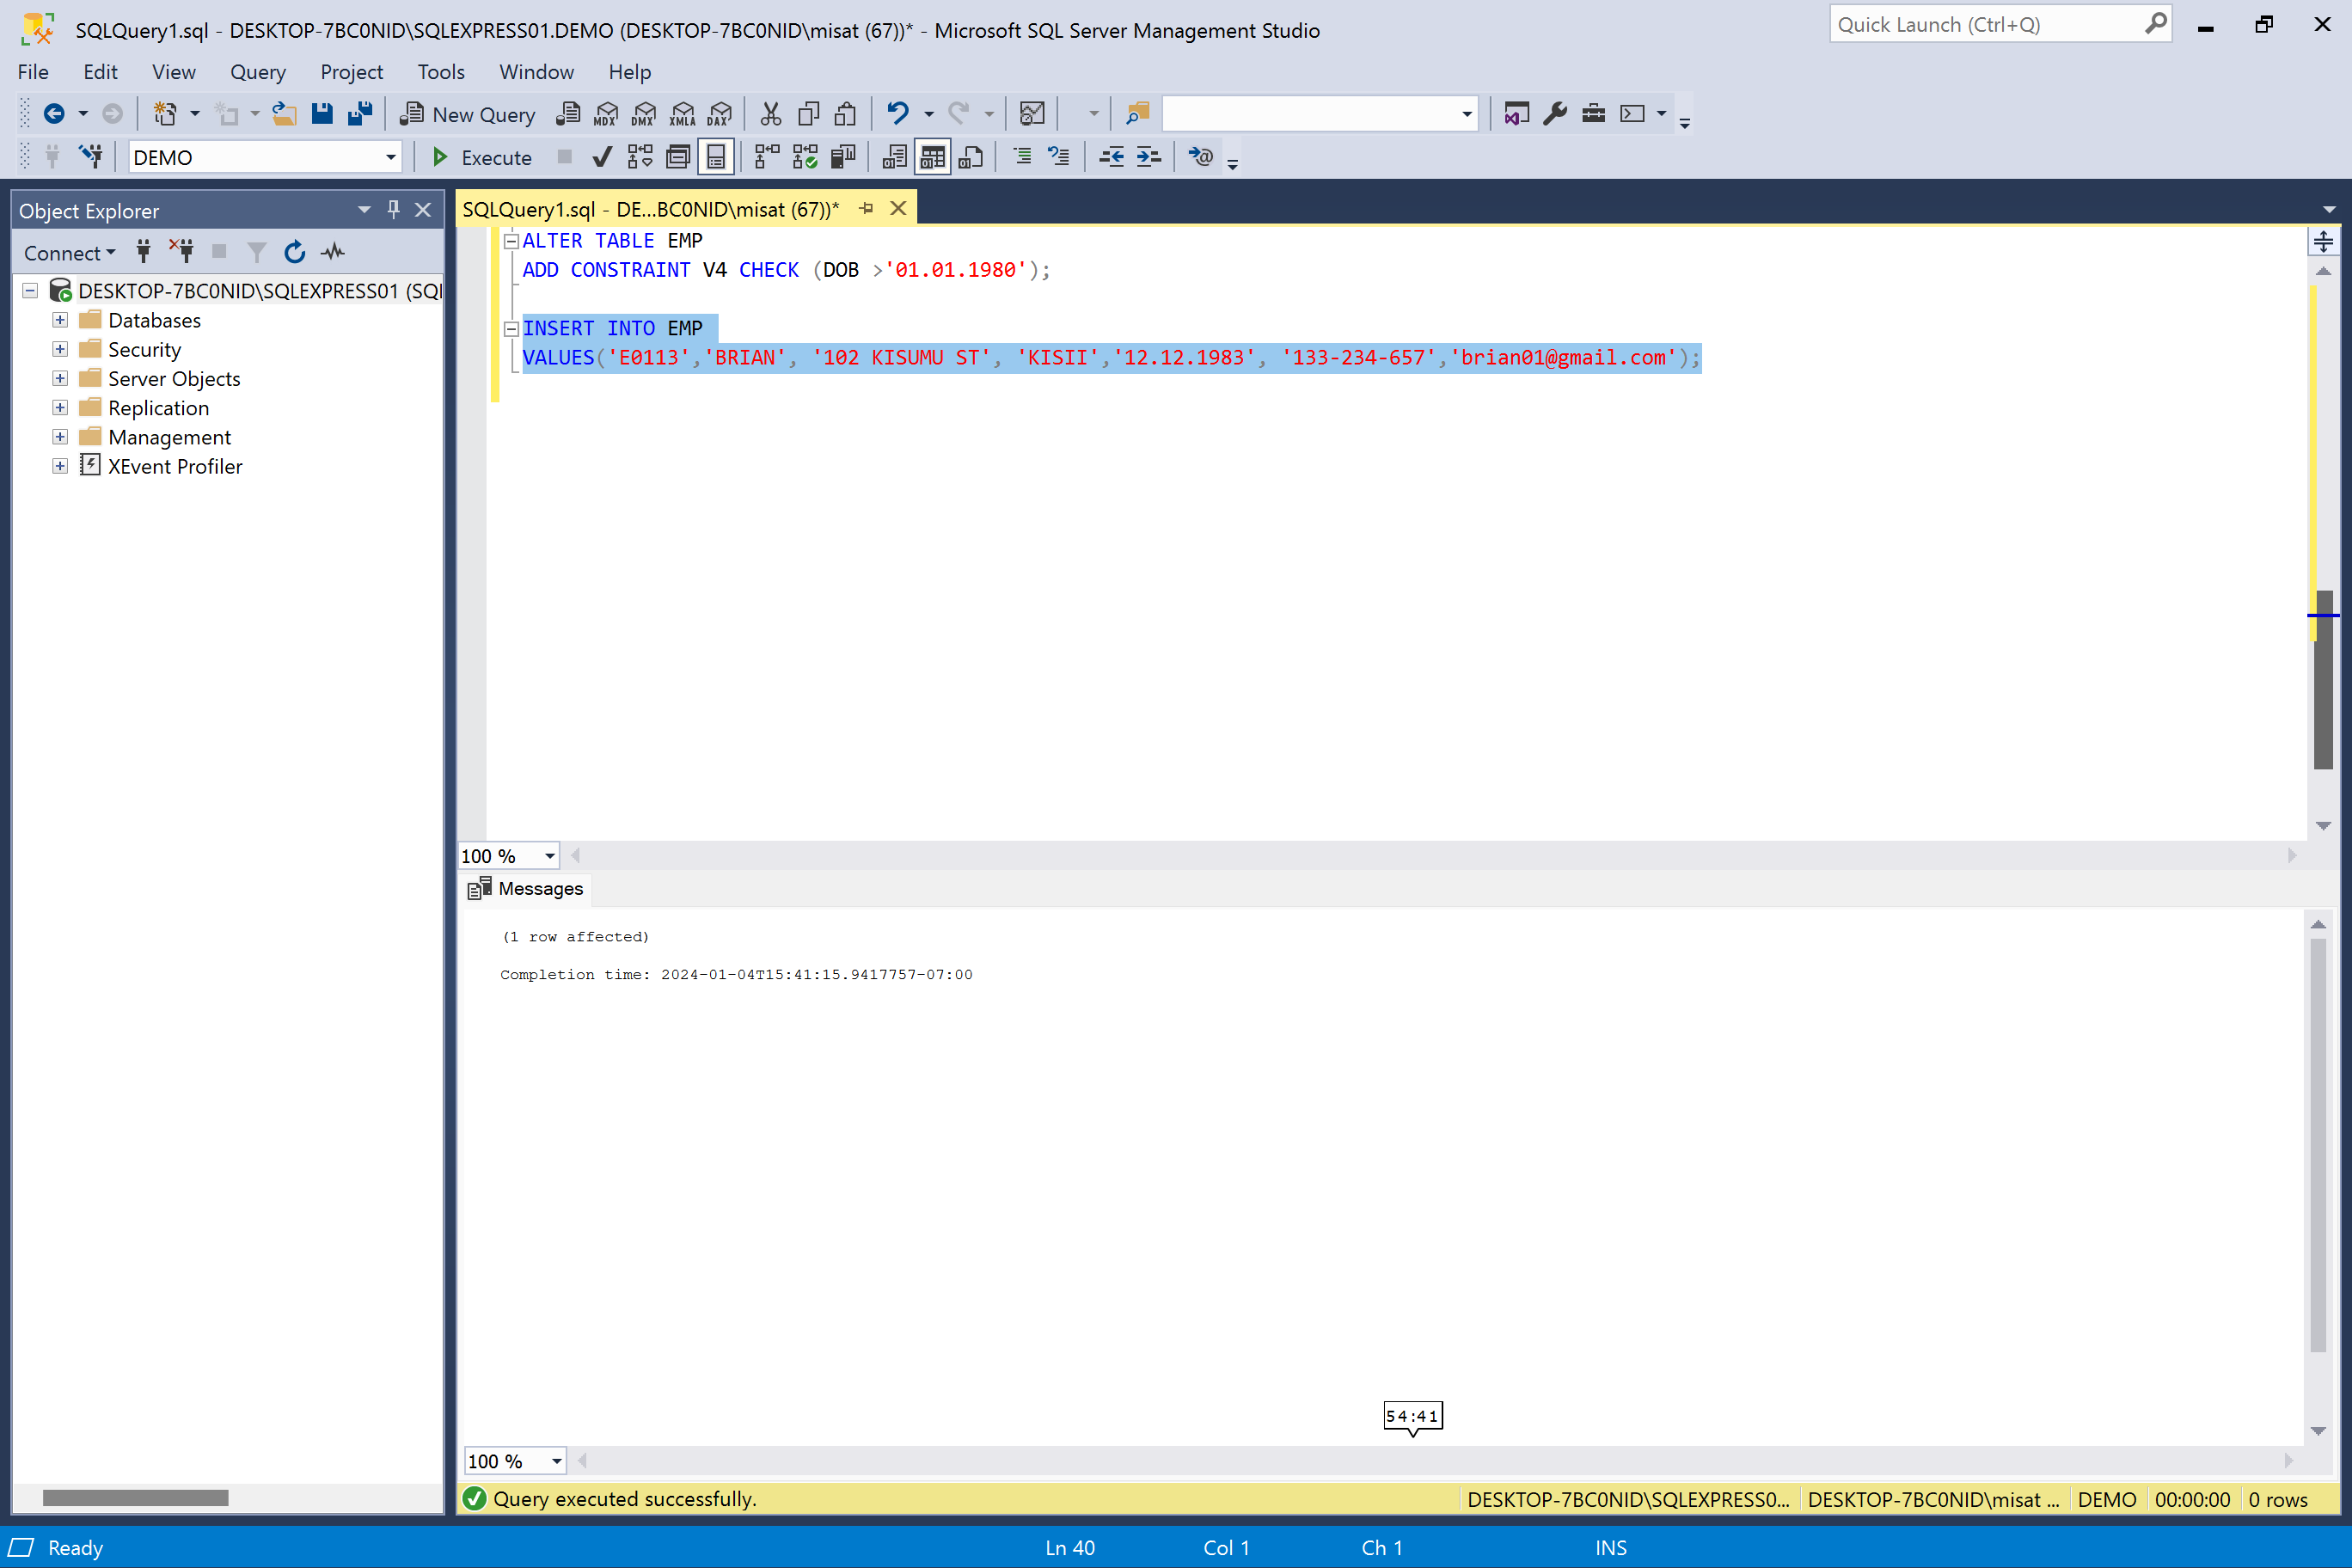 SQLQuery1.sql - DESKTOP-7BC0NID\SQLEXPRESS01.DEMO (DESKTOP-7BC0NID\misat (67))* - Microsoft SQL Server Management Studio
Quick Launch (Ctrl+Q)
File Edit View Query Project Tools Window Help
New Query MDX DMX XMLA DAX
DEMO Execute
Object Explorer
SQLQuery1.sql - DE...BC0NID\misat (67))*
Connect
DESKTOP-7BC0NID\SQLEXPRESS01 (SQL
Databases
Security
Server Objects
Replication
Management
XEvent Profiler
ALTER TABLE EMP
ADD CONSTRAINT V4 CHECK (DOB >'01.01.1980');
INSERT INTO EMP
VALUES('E0113','BRIAN', '102 KISUMU ST', 'KISII','12.12.1983', '133-234-657','brian01@gmail.com');
100 %
Messages
(1 row affected)
Completion time: 2024-01-04T15:41:15.9417757-07:00
54:41
100 %
Query executed successfully.
DESKTOP-7BC0NID\SQLEXPRESS0... DESKTOP-7BC0NID\misat ... DEMO 00:00:00 0 rows
Ready Ln 40 Col 1 Ch 1 INS